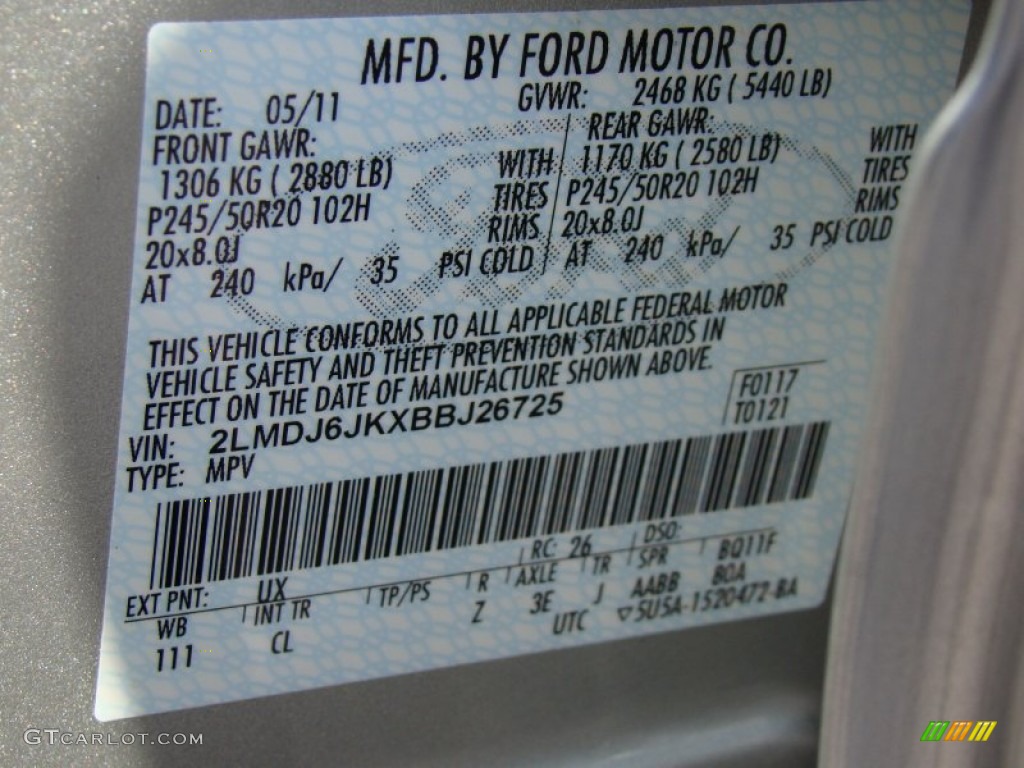 MFD. BY FORD MOTOR CO.
DATE: 05/11 GVWR: 2468 KG ( 5440 LB)
FRONT GAWR: REAR GAWR:
1306 KG ( 2880 LB) WITH 1170 KG ( 2580 LB) WITH
P245/50R20 102H TIRES P245/50R20 102H TIRES
20x8.0J RIMS 20x8.0J RIMS
AT 240 kPa/ 35 PSI COLD AT 240 kPa/ 35 PSI COLD
THIS VEHICLE CONFORMS TO ALL APPLICABLE FEDERAL MOTOR
VEHICLE SAFETY AND THEFT PREVENTION STANDARDS IN
EFFECT ON THE DATE OF MANUFACTURE SHOWN ABOVE.
F0117
T0121
VIN: 2LMDJ6JKXBBJ26725
TYPE: MPV
EXT PNT: UX RC: 26 DSO:
WB INT TR TP/PS R AXLE TR SPR BQ11F
111 CL Z 3E J AABB BOA
UTC ▽5U5A-1520472-BA
GTCARLOT.COM